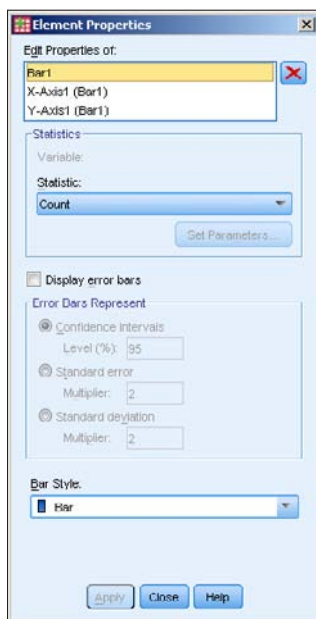 Element Properties
Edit Properties of:
Bar1
X-Axis1 (Bar1)
Y-Axis1 (Bar1)
Statistics
Variable:
Statistic:
Count
Set Parameters...
Display error bars
Error Bars Represent
Confidence intervals
Level (%): 95
Standard error
Multiplier: 2
Standard deviation
Multiplier: 2
Bar Style:
Bar
Apply Close Help